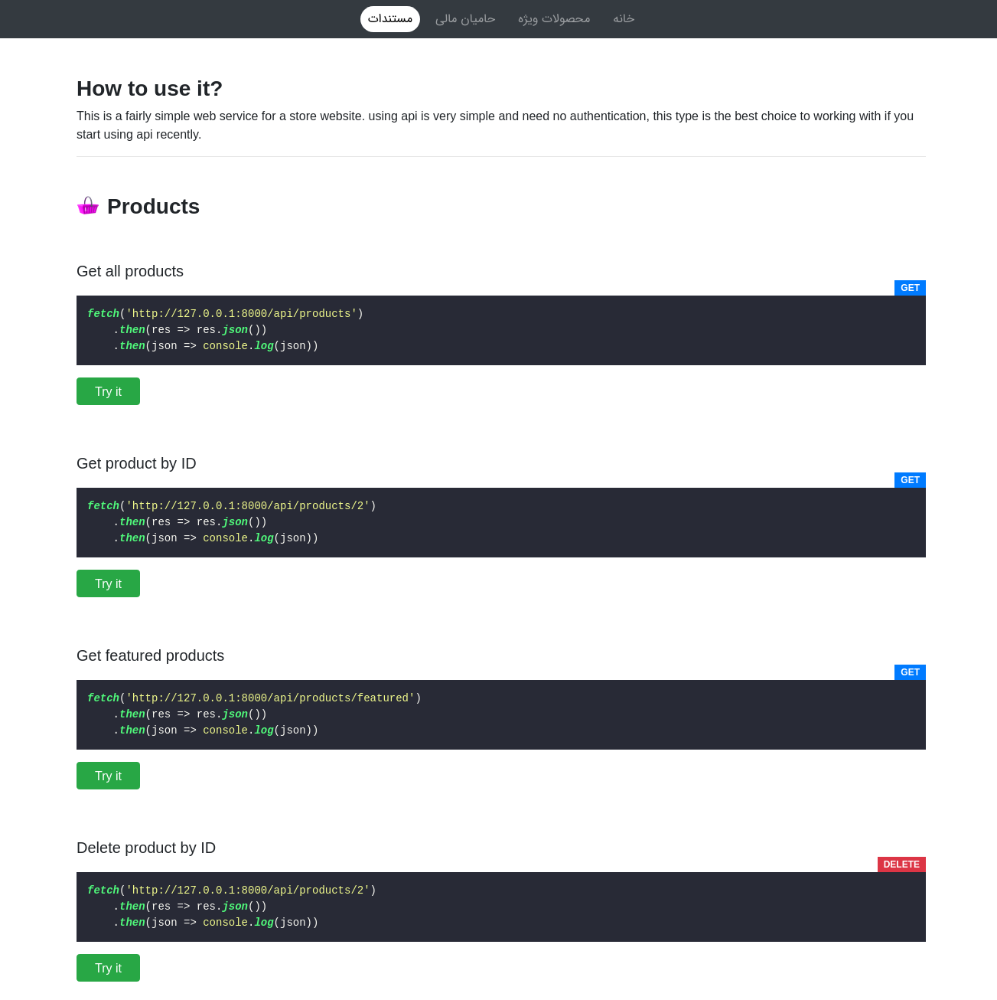 خانه محصولات ویژه حامیان مالی مستندات
How to use it?
This is a fairly simple web service for a store website. using api is very simple and need no authentication, this type is the best choice to working with if you
start using api recently.
Products
Get all products
GET
fetch('http://127.0.0.1:8000/api/products')
    .then(res => res.json())
    .then(json => console.log(json))
Try it
Get product by ID
GET
fetch('http://127.0.0.1:8000/api/products/2')
    .then(res => res.json())
    .then(json => console.log(json))
Try it
Get featured products
GET
fetch('http://127.0.0.1:8000/api/products/featured')
    .then(res => res.json())
    .then(json => console.log(json))
Try it
Delete product by ID
DELETE
fetch('http://127.0.0.1:8000/api/products/2')
    .then(res => res.json())
    .then(json => console.log(json))
Try it